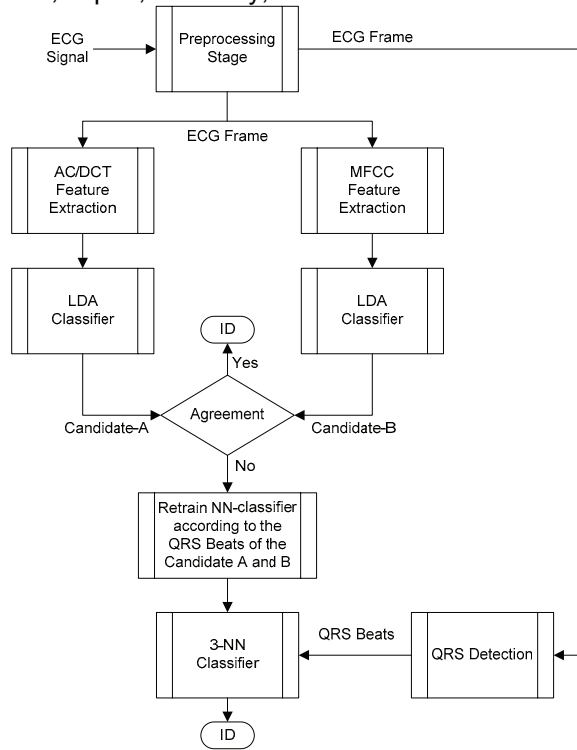 ECG
Signal
Preprocessing
Stage
ECG Frame
ECG Frame
AC/DCT
Feature
Extraction
MFCC
Feature
Extraction
LDA
Classifier
LDA
Classifier
ID
Yes
Agreement
Candidate-A
Candidate-B
No
Retrain NN-classifier
according to the
QRS Beats of the
Candidate A and B
3-NN
Classifier
QRS Beats
QRS Detection
ID